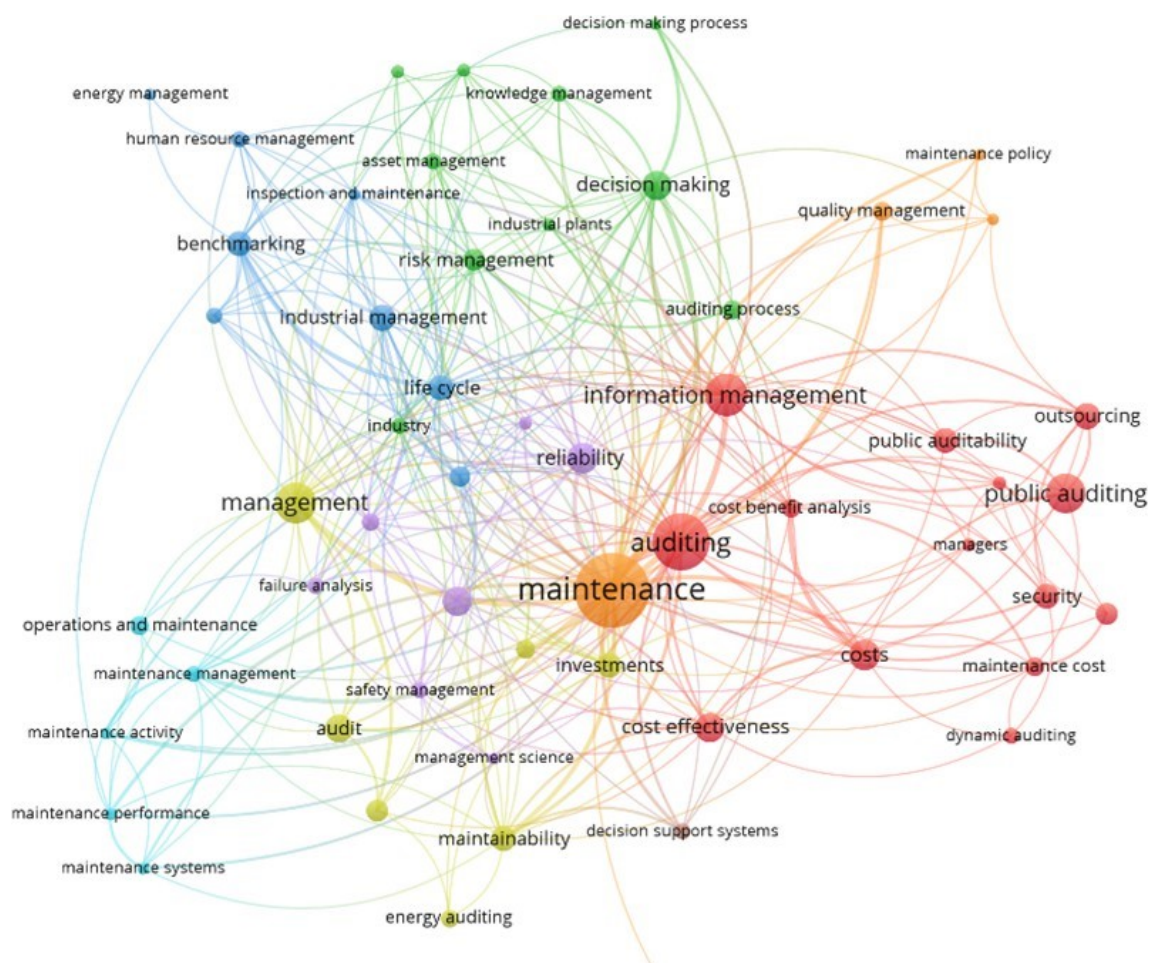 decision making process
energy management
knowledge management
human resource management
maintenance policy
asset management
decision making
inspection and maintenance
quality management
industrial plants
benchmarking
risk management
auditing process
industrial management
life cycle
information management
outsourcing
industry
public auditability
reliability
public auditing
management
cost benefit analysis
auditing
managers
failure analysis
maintenance
security
operations and maintenance
costs
investments
maintenance cost
maintenance management
safety management
audit
cost effectiveness
maintenance activity
dynamic auditing
management science
maintenance performance
decision support systems
maintainability
maintenance systems
energy auditing